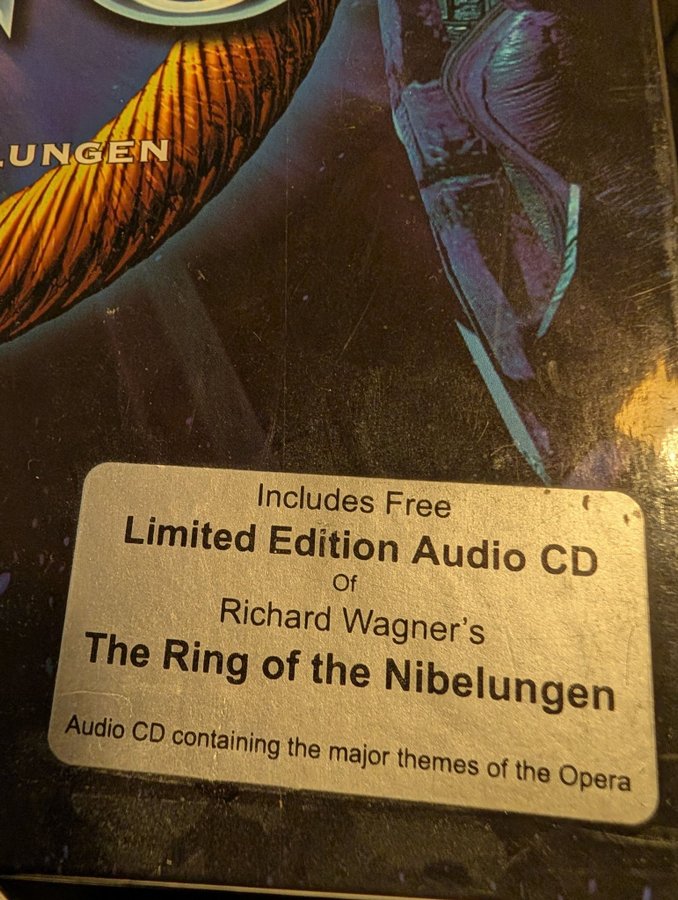 LUNGEN
Includes Free
Limited Edition Audio CD
Of
Richard Wagner's
The Ring of the Nibelungen
Audio CD containing the major themes of the Opera